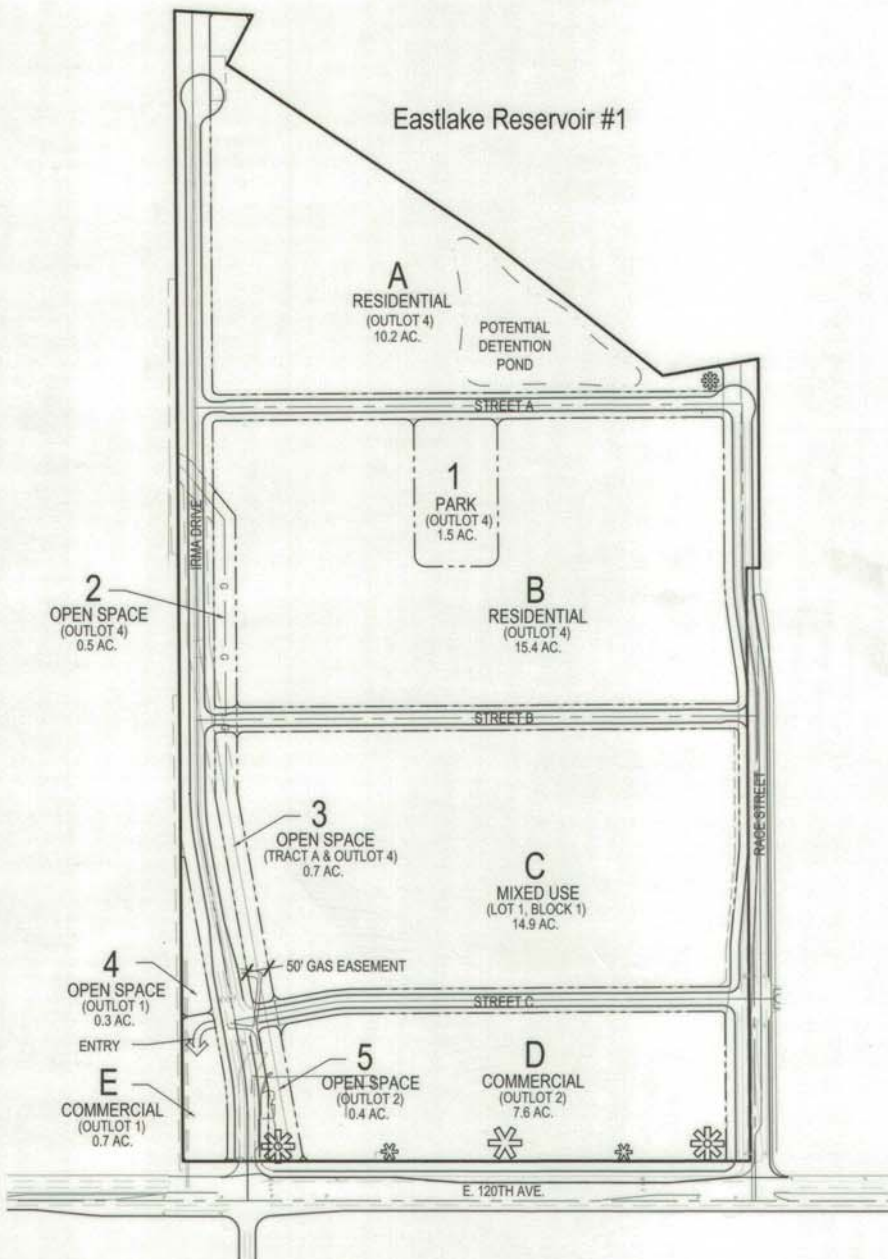 Eastlake Reservoir #1
A
RESIDENTIAL
(OUTLOT 4)
10.2 AC.
POTENTIAL
DETENTION
POND
STREET A
1
PARK
(OUTLOT 4)
1.5 AC.
IRMA DRIVE
2
OPEN SPACE
(OUTLOT 4)
0.5 AC.
G
G
B
RESIDENTIAL
(OUTLOT 4)
15.4 AC.
STREET B
RACE STREET
3
OPEN SPACE
(TRACT A & OUTLOT 4)
0.7 AC.
C
MIXED USE
(LOT 1, BLOCK 1)
14.9 AC.
50' GAS EASEMENT
4
OPEN SPACE
(OUTLOT 1)
0.3 AC.
STREET C
ENTRY
E
COMMERCIAL
(OUTLOT 1)
0.7 AC.
5
OPEN SPACE
(OUTLOT 2)
0.4 AC.
D
COMMERCIAL
(OUTLOT 2)
7.6 AC.
E. 120TH AVE.